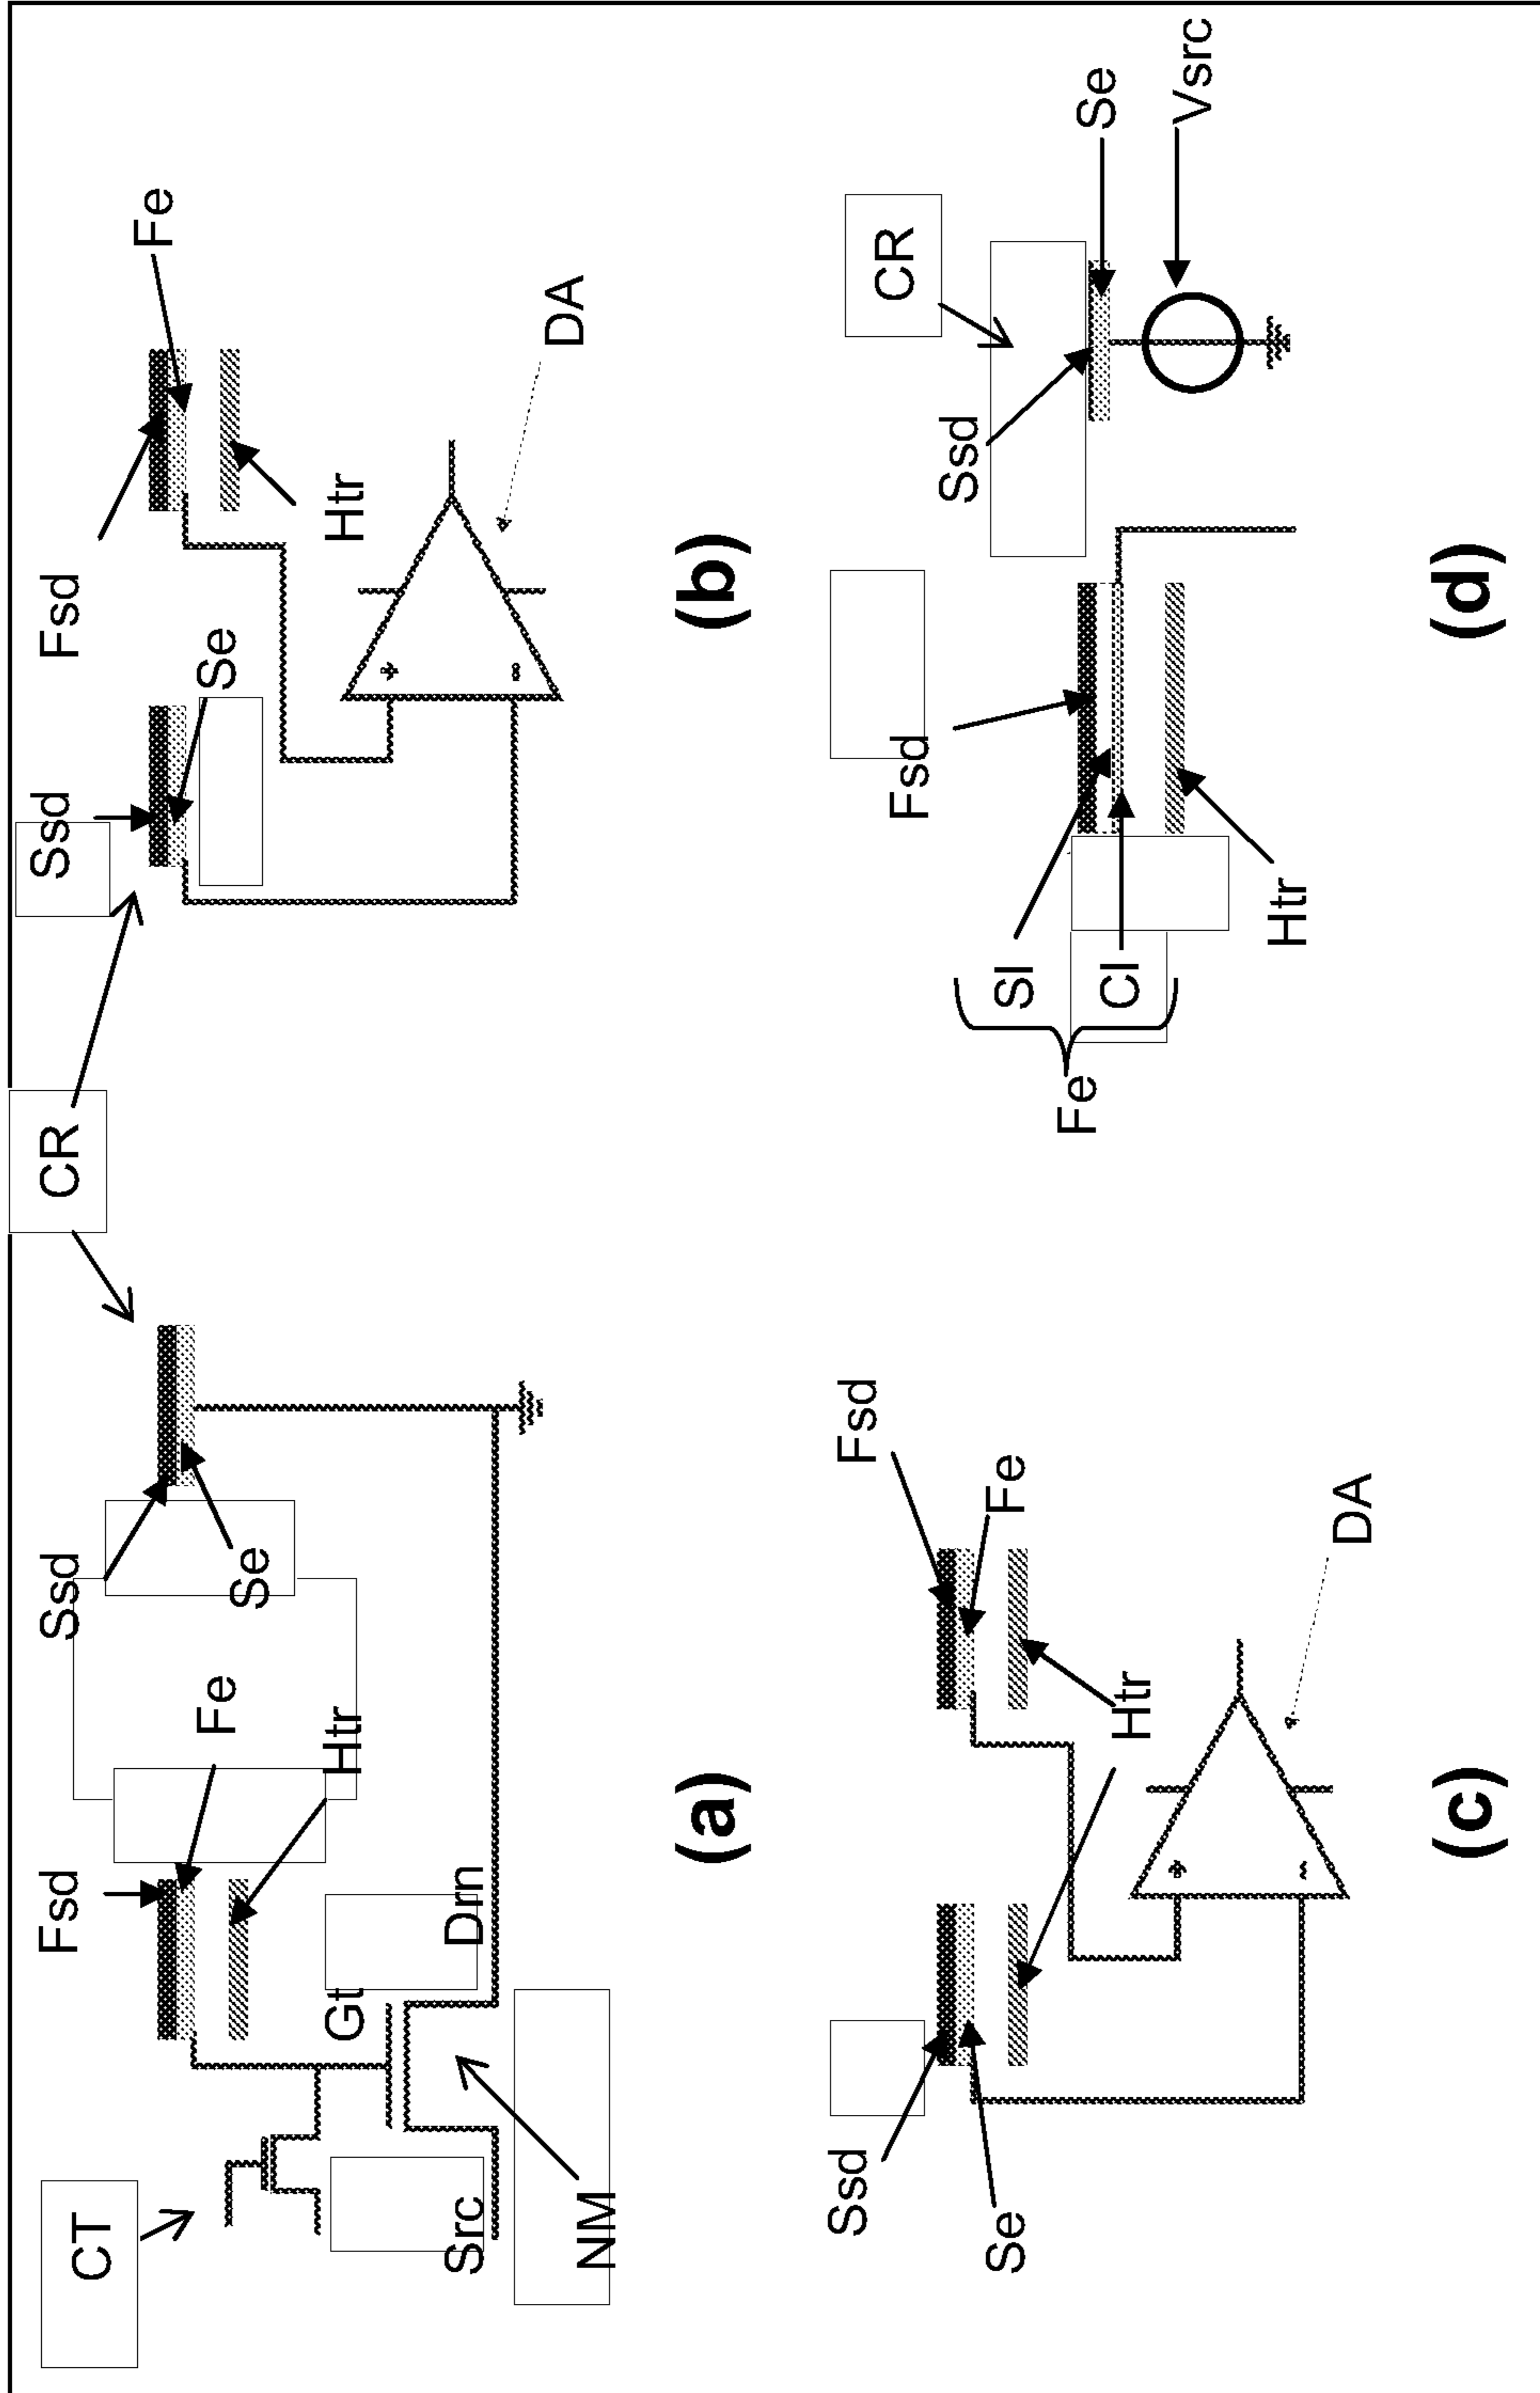 CT
Fsd
Ssd
Fe
Se
Gt
Htr
Src
Drn
NM
(a)
CR
Ssd
Fsd
Se
Fe
Htr
+
-
DA
(b)
Ssd
Fsd
Se
Fe
Htr
+
-
DA
(c)
Fsd
Ssd
CR
Sl
Fe
Cl
Se
Htr
Vsrc
(d)